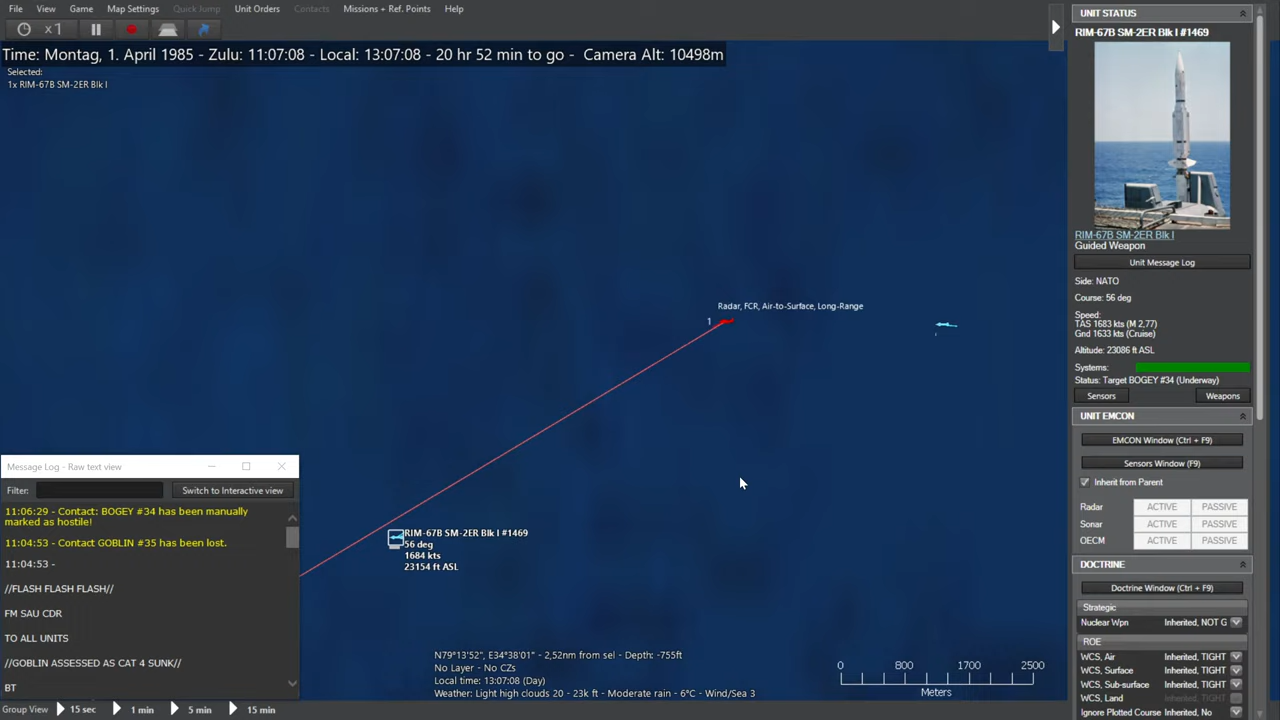 File View Game Map Settings Quick Jump Unit Orders Contacts Missions + Ref. Points Help
x 1
Time: Montag, 1. April 1985 - Zulu: 11:07:08 - Local: 13:07:08 - 20 hr 52 min to go - Camera Alt: 10498m
Selected:
1x RIM-67B SM-2ER Blk I
Radar, FCR, Air-to-Surface, Long-Range
1
RIM-67B SM-2ER Blk I #1469
56 deg
1684 kts
23154 ft ASL
Message Log - Raw text view
Filter: Switch to Interactive view
11:06:29 - Contact: BOGEY #34 has been manually
marked as hostile!
11:04:53 - Contact GOBLIN #35 has been lost.
11:04:53 -
//FLASH FLASH FLASH//
FM SAU CDR
TO ALL UNITS
//GOBLIN ASSESSED AS CAT 4 SUNK//
BT
N79°13'52", E34°38'01" - 2,52nm from sel - Depth: -755ft
No Layer - No CZs
Local time: 13:07:08 (Day)
Weather: Light high clouds 20 - 23k ft - Moderate rain - 6°C - Wind/Sea 3
0 800 1700 2500
Meters
Group View 15 sec 1 min 5 min 15 min
UNIT STATUS
RIM-67B SM-2ER Blk I #1469
RIM-67B SM-2ER Blk I
Guided Weapon
Unit Message Log
Side: NATO
Course: 56 deg
Speed:
TAS 1683 kts (M 2,77)
Gnd 1633 kts (Cruise)
Altitude: 23086 ft ASL
Systems:
Status: Target BOGEY #34 (Underway)
Sensors Weapons
UNIT EMCON
EMCON Window (Ctrl + F9)
Sensors Window (F9)
Inherit from Parent
Radar ACTIVE PASSIVE
Sonar ACTIVE PASSIVE
OECM ACTIVE PASSIVE
DOCTRINE
Doctrine Window (Ctrl + F9)
Strategic
Nuclear Wpn Inherited, NOT G
ROE
WCS, Air Inherited, TIGHT
WCS, Surface Inherited, TIGHT
WCS, Sub-surface Inherited, TIGHT
WCS, Land Inherited, TIGHT
Ignore Plotted Course Inherited, No